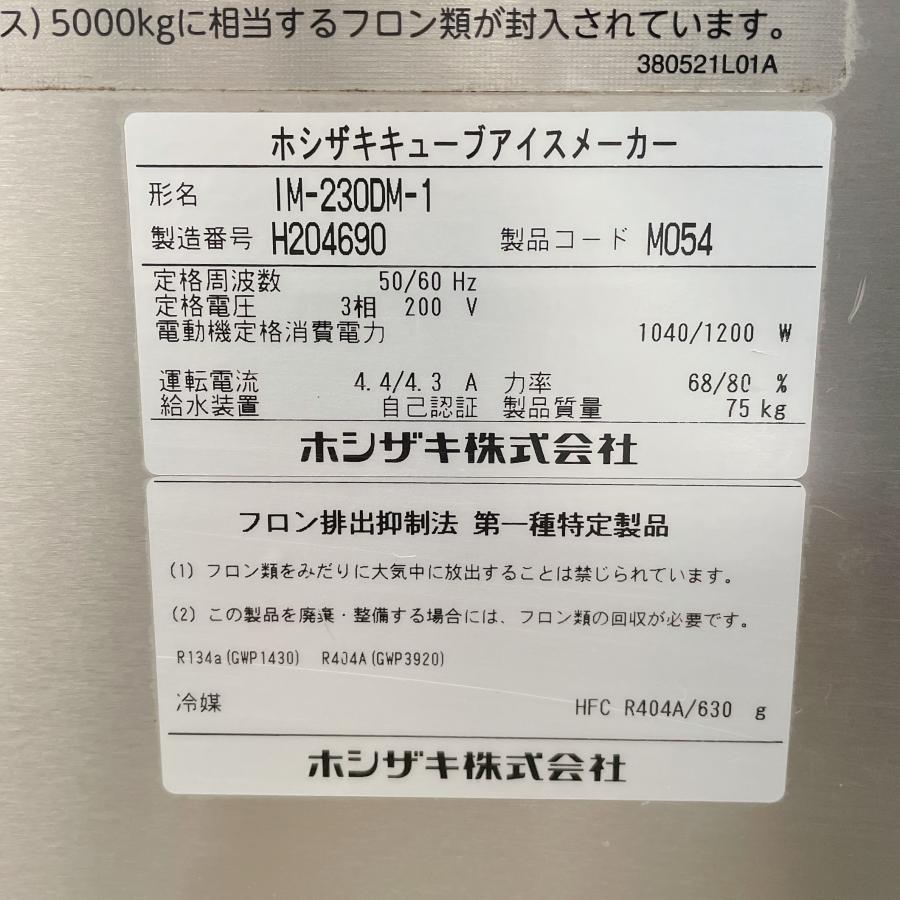 ス) 5000kgに相当するフロン類が封入されています。
380521L01A
ホシザキキューブアイスメーカー
形名 IM-230DM-1
製造番号 H204690 製品コード M054
定格周波数 50/60 Hz
定格電圧 3相 200 V
電動機定格消費電力 1040/1200 W
運転電流 4.4/4.3 A 力率 68/80 %
給水装置 自己認証 製品質量 75 kg
ホシザキ株式会社
フロン排出抑制法 第一種特定製品
(1) フロン類をみだりに大気中に放出することは禁じられています。
(2) この製品を廃棄・整備する場合には、フロン類の回収が必要です。
R134a(GWP1430) R404A(GWP3920)
冷媒 HFC R404A/630 g
ホシザキ株式会社